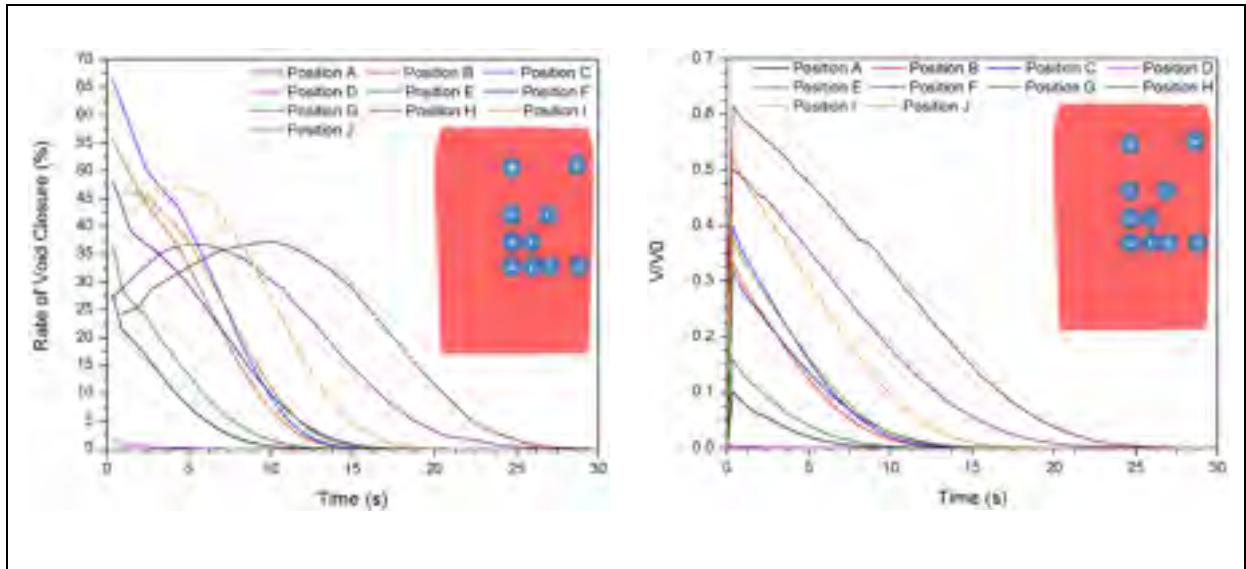 70
65
60
55
50
45
40
35
30
25
20
15
10
5
0
Rate of Void Closure (%)
Position A Position B Position C
Position D Position E Position F
Position G Position H Position I
Position J
0 5 10 15 20 25 30
Time (s)
0.7
0.6
0.5
0.4
0.3
0.2
0.1
0.0
V/V0
Position A Position B Position C Position D
Position E Position F Position G Position H
Position I Position J
0 5 10 15 20 25 30
Time (s)